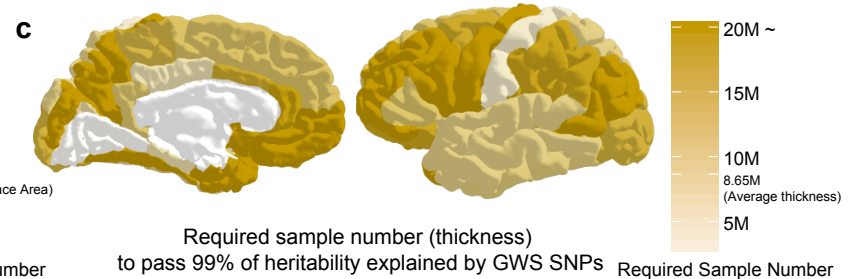 c
20M ~
15M
10M
8.65M
(Average thickness)
5M
nce Area)
Required sample number (thickness)
to pass 99% of heritability explained by GWS SNPs
umber
Required Sample Number